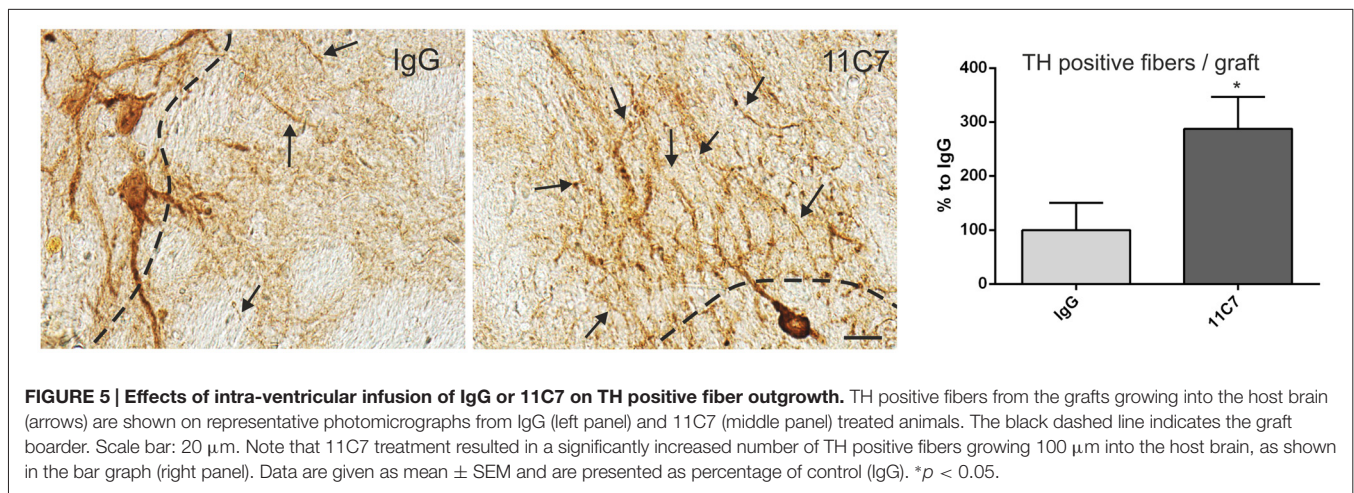 IgG
11C7
TH positive fibers / graft
400
*
300
% to IgG
200
100
0
IgG
11C7
FIGURE 5 | Effects of intra-ventricular infusion of IgG or 11C7 on TH positive fiber outgrowth. TH positive fibers from the grafts growing into the host brain
(arrows) are shown on representative photomicrographs from IgG (left panel) and 11C7 (middle panel) treated animals. The black dashed line indicates the graft
boarder. Scale bar: 20 μm. Note that 11C7 treatment resulted in a significantly increased number of TH positive fibers growing 100 μm into the host brain, as shown
in the bar graph (right panel). Data are given as mean ± SEM and are presented as percentage of control (IgG). *p < 0.05.